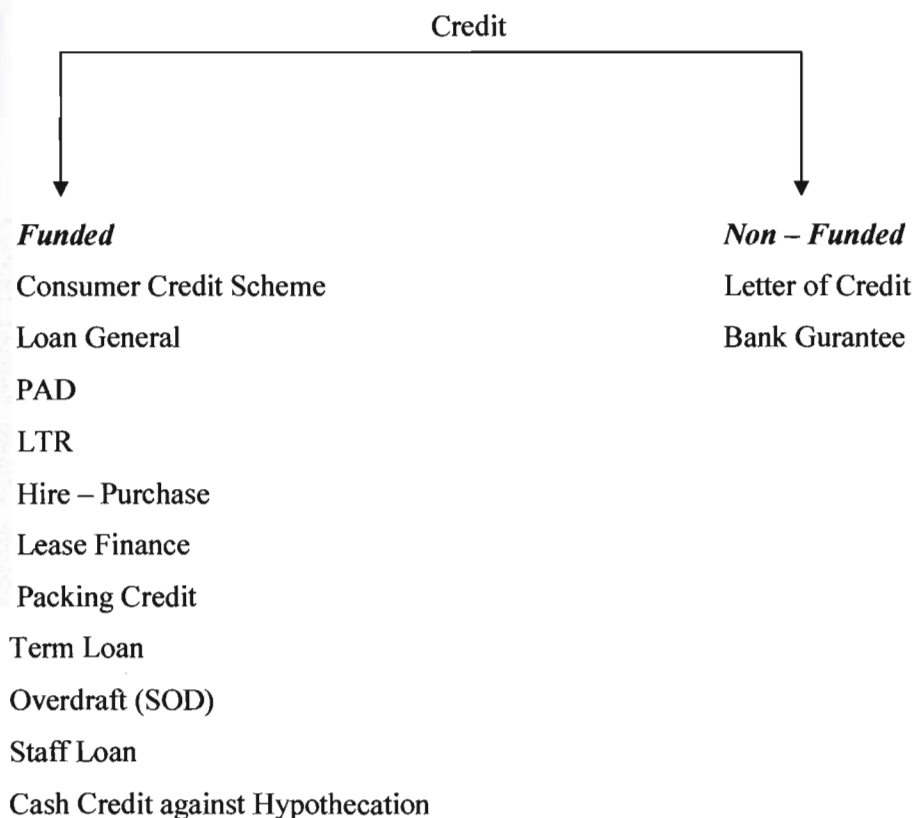 Credit
Funded
Consumer Credit Scheme
Loan General
PAD
LTR
Hire – Purchase
Lease Finance
Packing Credit
Term Loan
Overdraft (SOD)
Staff Loan
Cash Credit against Hypothecation
Non – Funded
Letter of Credit
Bank Gurantee